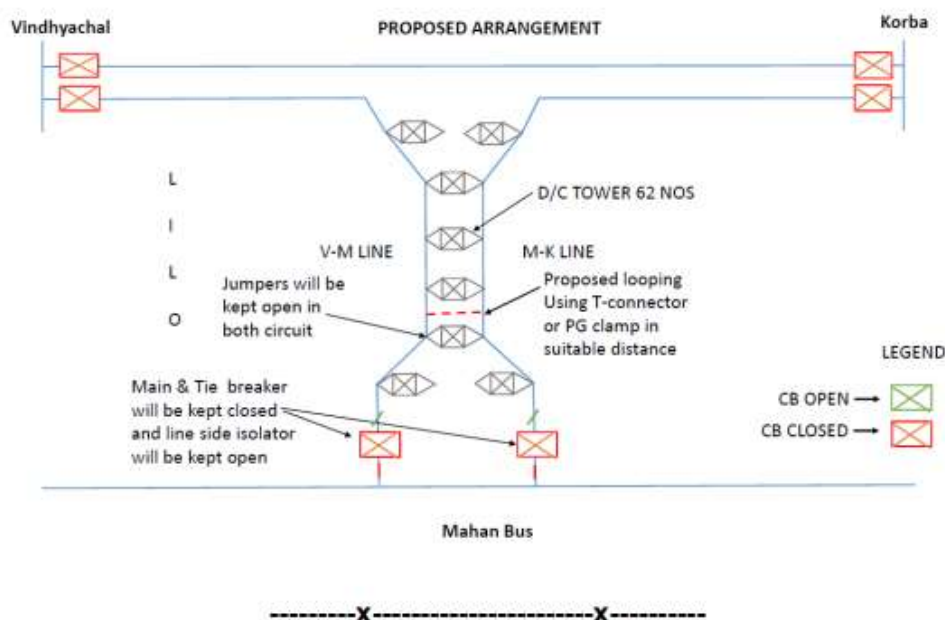 Vindhyachal
PROPOSED ARRANGEMENT
Korba
L
I
L
O
D/C TOWER 62 NOS
V-M LINE
M-K LINE
Jumpers will be
kept open in
both circuit
Proposed looping
Using T-connector
or PG clamp in
suitable distance
LEGEND
CB OPEN
CB CLOSED
Main & Tie breaker
will be kept closed
and line side isolator
will be kept open
Mahan Bus
---------x----------------------x----------